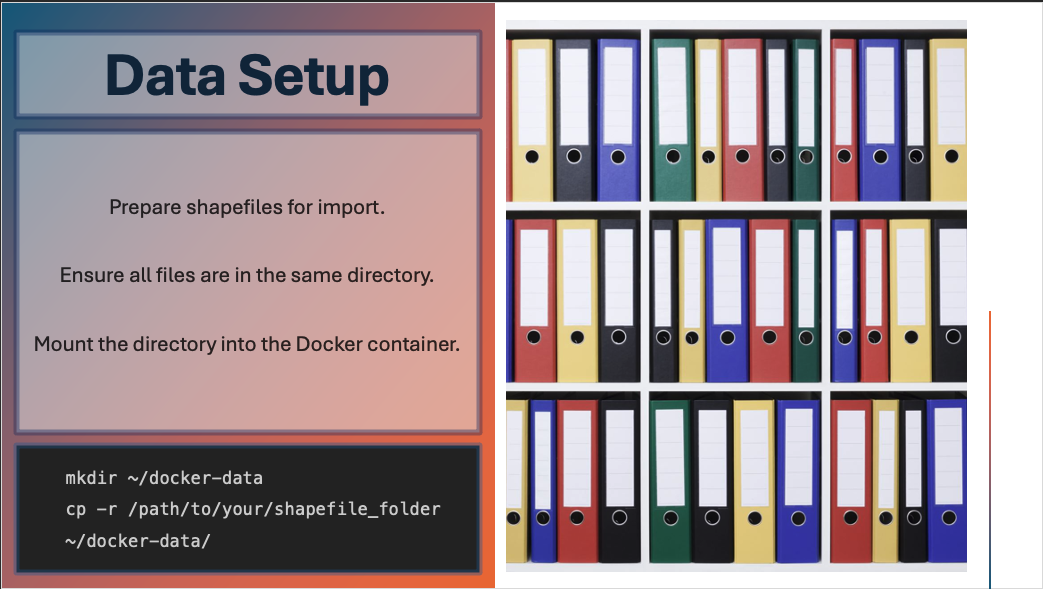 Data Setup
Prepare shapefiles for import.
Ensure all files are in the same directory.
Mount the directory into the Docker container.
mkdir ~/docker-data
cp -r /path/to/your/shapefile_folder
~/docker-data/